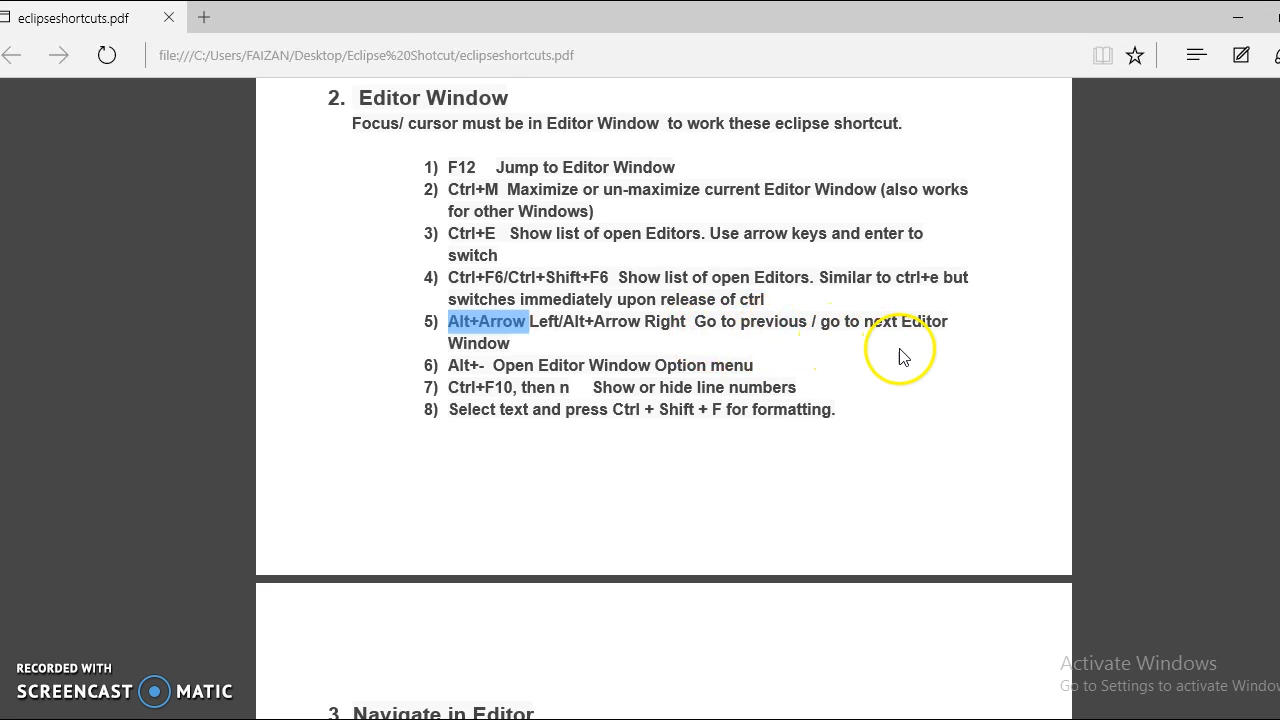 eclipseshortcuts.pdf
file:///C:/Users/FAIZAN/Desktop/Eclipse%20Shotcut/eclipseshortcuts.pdf
2. Editor Window
Focus/ cursor must be in Editor Window to work these eclipse shortcut.
1) F12 Jump to Editor Window
2) Ctrl+M Maximize or un-maximize current Editor Window (also works
for other Windows)
3) Ctrl+E Show list of open Editors. Use arrow keys and enter to
switch
4) Ctrl+F6/Ctrl+Shift+F6 Show list of open Editors. Similar to ctrl+e but
switches immediately upon release of ctrl
5) Alt+Arrow Left/Alt+Arrow Right Go to previous / go to next Editor
Window
6) Alt+- Open Editor Window Option menu
7) Ctrl+F10, then n Show or hide line numbers
8) Select text and press Ctrl + Shift + F for formatting.
3 Navigate in Editor
RECORDED WITH
SCREENCAST MATIC
Activate Windows
Go to Settings to activate Window